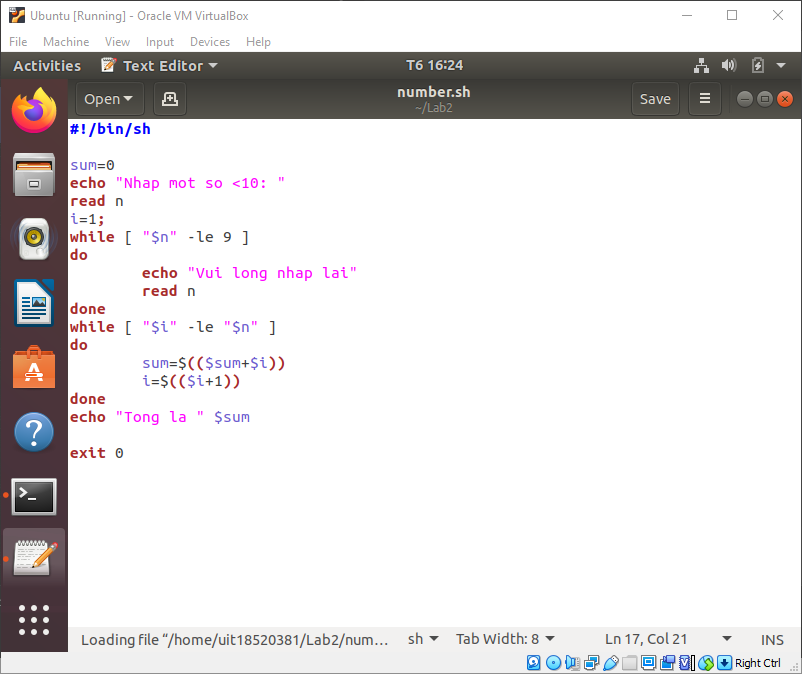 Ubuntu [Running] - Oracle VM VirtualBox
File Machine View Input Devices Help
Activities Text Editor T6 16:24
Open number.sh Save
~/Lab2
#!/bin/sh
sum=0
echo "Nhap mot so <10: "
read n
i=1;
while [ "$n" -le 9 ]
do
echo "Vui long nhap lai"
read n
done
while [ "$i" -le "$n" ]
do
sum=$(($sum+$i))
i=$(($i+1))
done
echo "Tong la " $sum
exit 0
Loading file “/home/uit18520381/Lab2/num… sh Tab Width: 8 Ln 17, Col 21 INS
Right Ctrl